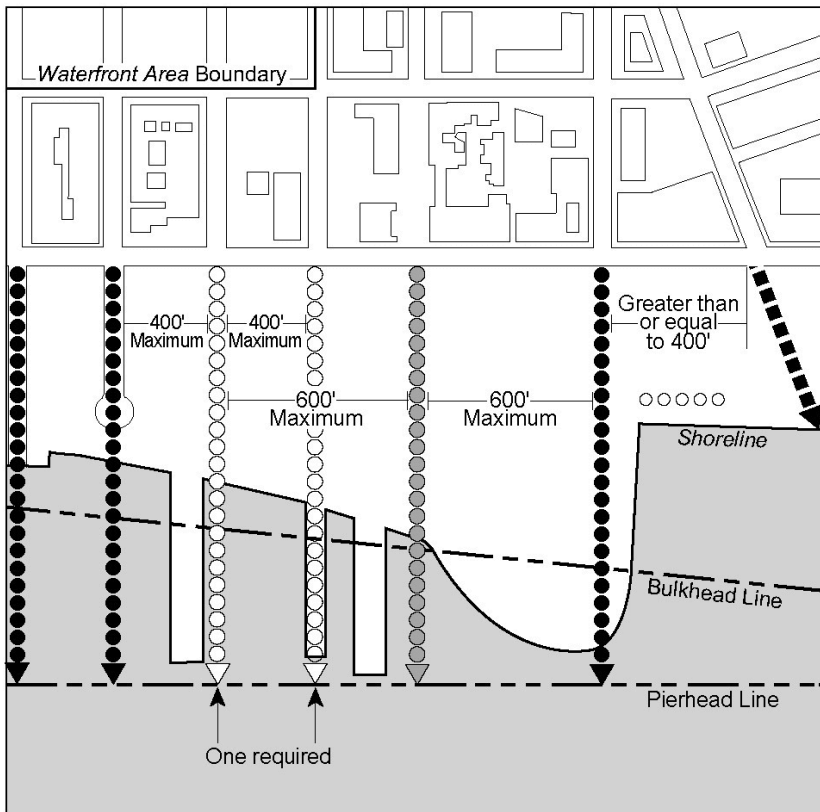 Waterfront Area Boundary
400'
Maximum
400'
Maximum
Greater than
or equal
to 400'
600'
Maximum
600'
Maximum
Shoreline
Bulkhead Line
Pierhead Line
One required